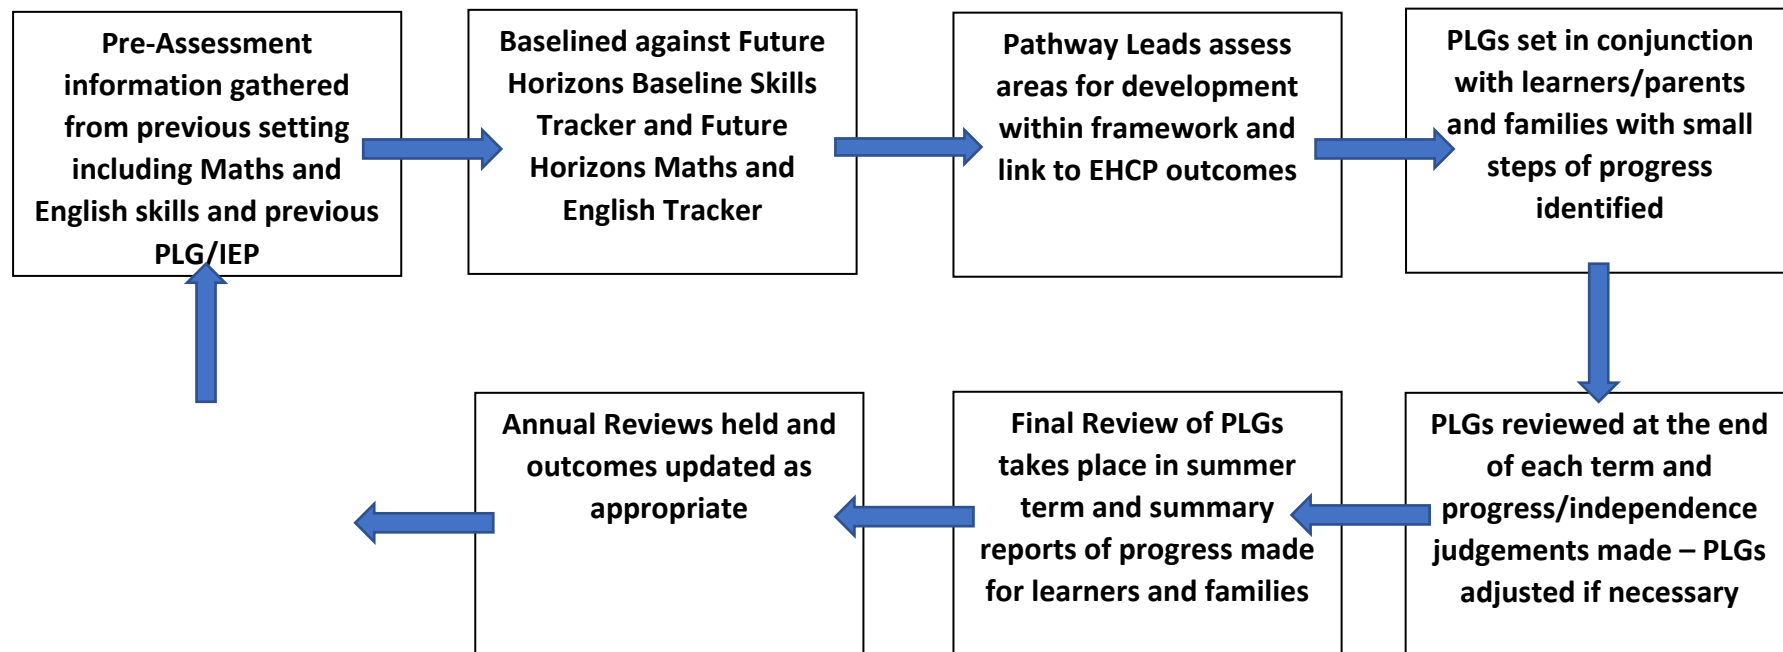 Pre-Assessment
information gathered
from previous setting
including Maths and
English skills and previous
PLG/IEP
Baselined against Future
Horizons Baseline Skills
Tracker and Future
Horizons Maths and
English Tracker
Pathway Leads assess
areas for development
within framework and
link to EHCP outcomes
PLGs set in conjunction
with learners/parents
and families with small
steps of progress
identified
PLGs reviewed at the end
of each term and
progress/independence
judgements made – PLGs
adjusted if necessary
Final Review of PLGs
takes place in summer
term and summary
reports of progress made
for learners and families
Annual Reviews held and
outcomes updated as
appropriate